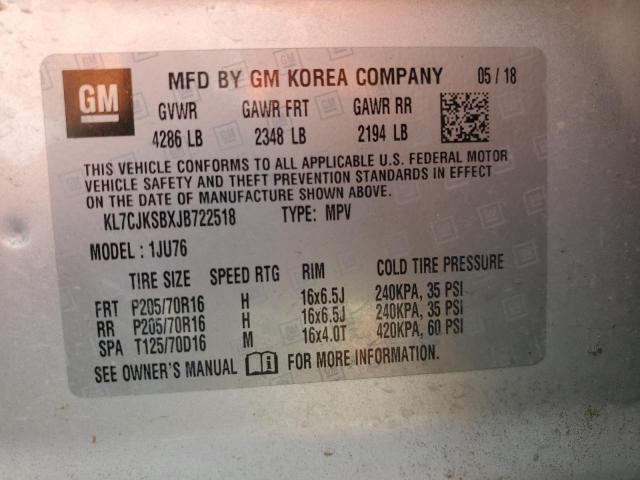 GM
MFD BY GM KOREA COMPANY 05 / 18
GVWR GAWR FRT GAWR RR
4286 LB 2348 LB 2194 LB
THIS VEHICLE CONFORMS TO ALL APPLICABLE U.S. FEDERAL MOTOR
VEHICLE SAFETY AND THEFT PREVENTION STANDARDS IN EFFECT
ON THE DATE OF MANUFACTURE SHOWN ABOVE.
KL7CJKSBXJB722518 TYPE: MPV
MODEL : 1JU76
TIRE SIZE SPEED RTG RIM COLD TIRE PRESSURE
FRT P205/70R16 H 16x6.5J 240KPA, 35 PSI
RR P205/70R16 H 16x6.5J 240KPA, 35 PSI
SPA T125/70D16 M 16x4.0T 420KPA, 60 PSI
SEE OWNER'S MANUAL FOR MORE INFORMATION.